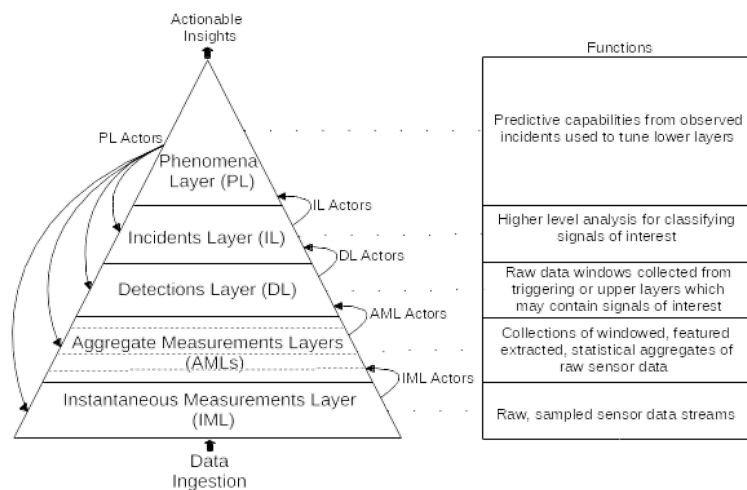 Actionable
Insights
Functions
PL Actors
Phenomena
Layer (PL)
Predictive capabilities from observed
incidents used to tune lower layers
IL Actors
Incidents Layer (IL)
Higher level analysis for classifying
signals of interest
DL Actors
Detections Layer (DL)
Raw data windows collected from
triggering or upper layers which
may contain signals of interest
AML Actors
Aggregate Measurements Layers
(AMLs)
Collections of windowed, featured
extracted, statistical aggregates of
raw sensor data
IML Actors
Instantaneous Measurements Layer
(IML)
Raw, sampled sensor data streams
Data
Ingestion